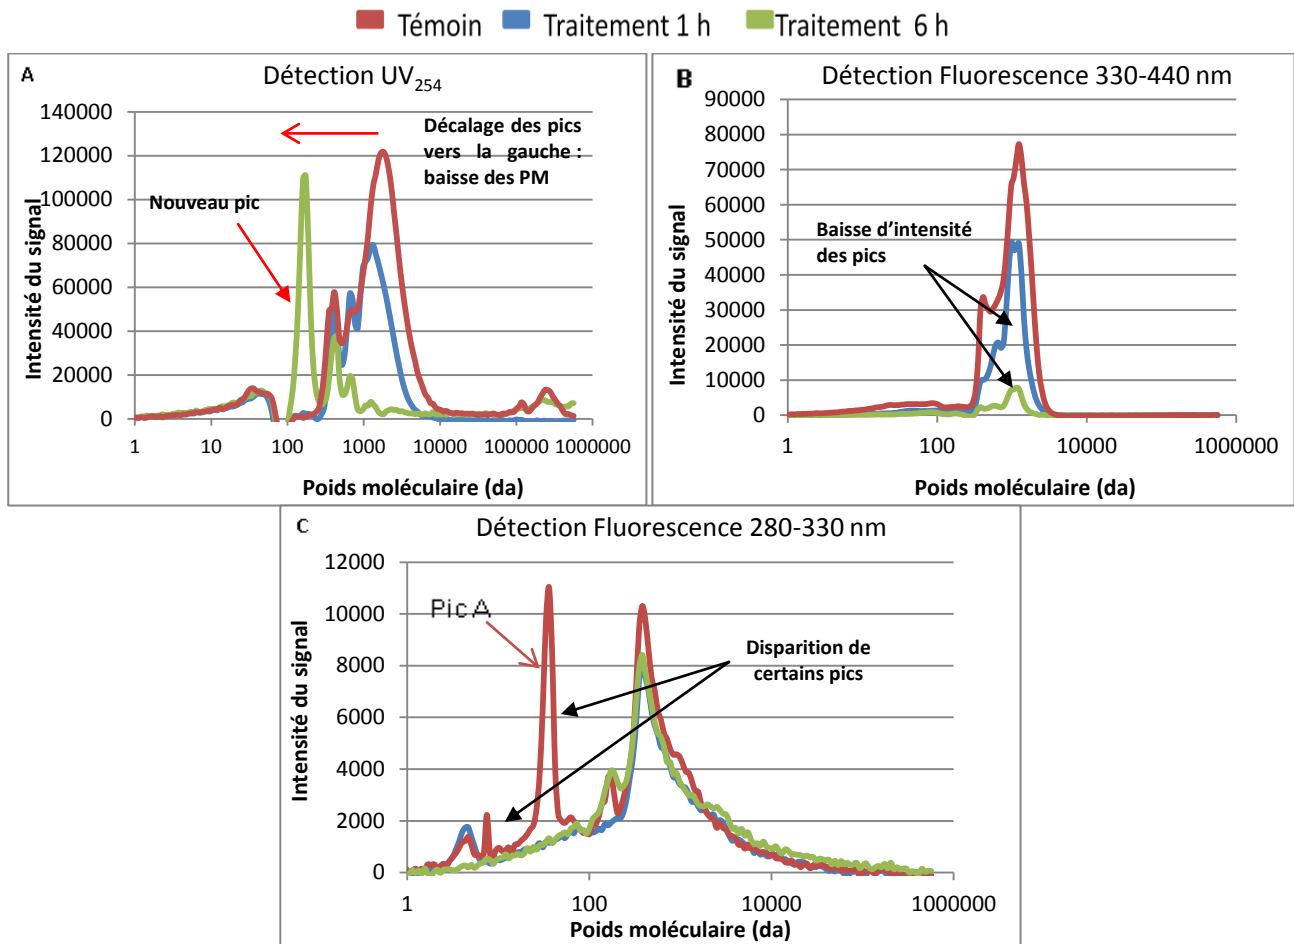 Témoin Traitement 1 h Traitement 6 h
A
Détection UV254
Intensité du signal
140000
120000
100000
80000
60000
40000
20000
0
Décalage des pics
vers la gauche :
baisse des PM
Nouveau pic
1 10 100 1000 10000 100000 1000000
Poids moléculaire (da)
B
Détection Fluorescence 330-440 nm
Intensité du signal
90000
80000
70000
60000
50000
40000
30000
20000
10000
0
Baisse d'intensité
des pics
1 100 10000 1000000
Poids moléculaire (da)
C
Détection Fluorescence 280-330 nm
Intensité du signal
12000
10000
8000
6000
4000
2000
0
Pic A
Disparition de
certains pics
1 100 10000 1000000
Poids moléculaire (da)